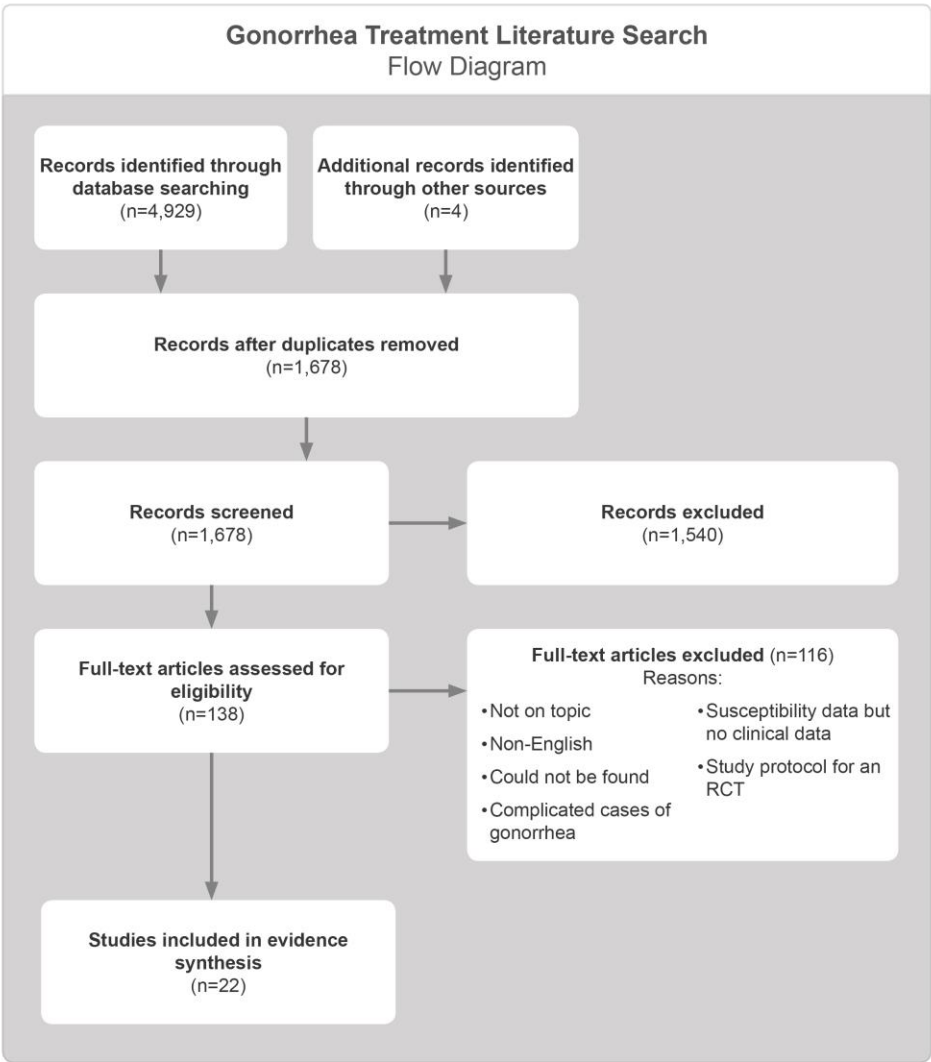 Gonorrhea Treatment Literature Search
Flow Diagram
Records identified through
database searching
(n=4,929)
Additional records identified
through other sources
(n=4)
Records after duplicates removed
(n=1,678)
Records screened
(n=1,678)
Records excluded
(n=1,540)
Full-text articles assessed for
eligibility
(n=138)
Full-text articles excluded (n=116)
Reasons:
•Not on topic
•Non-English
•Could not be found
•Complicated cases of
gonorrhea
•Susceptibility data but
no clinical data
•Study protocol for an
RCT
Studies included in evidence
synthesis
(n=22)